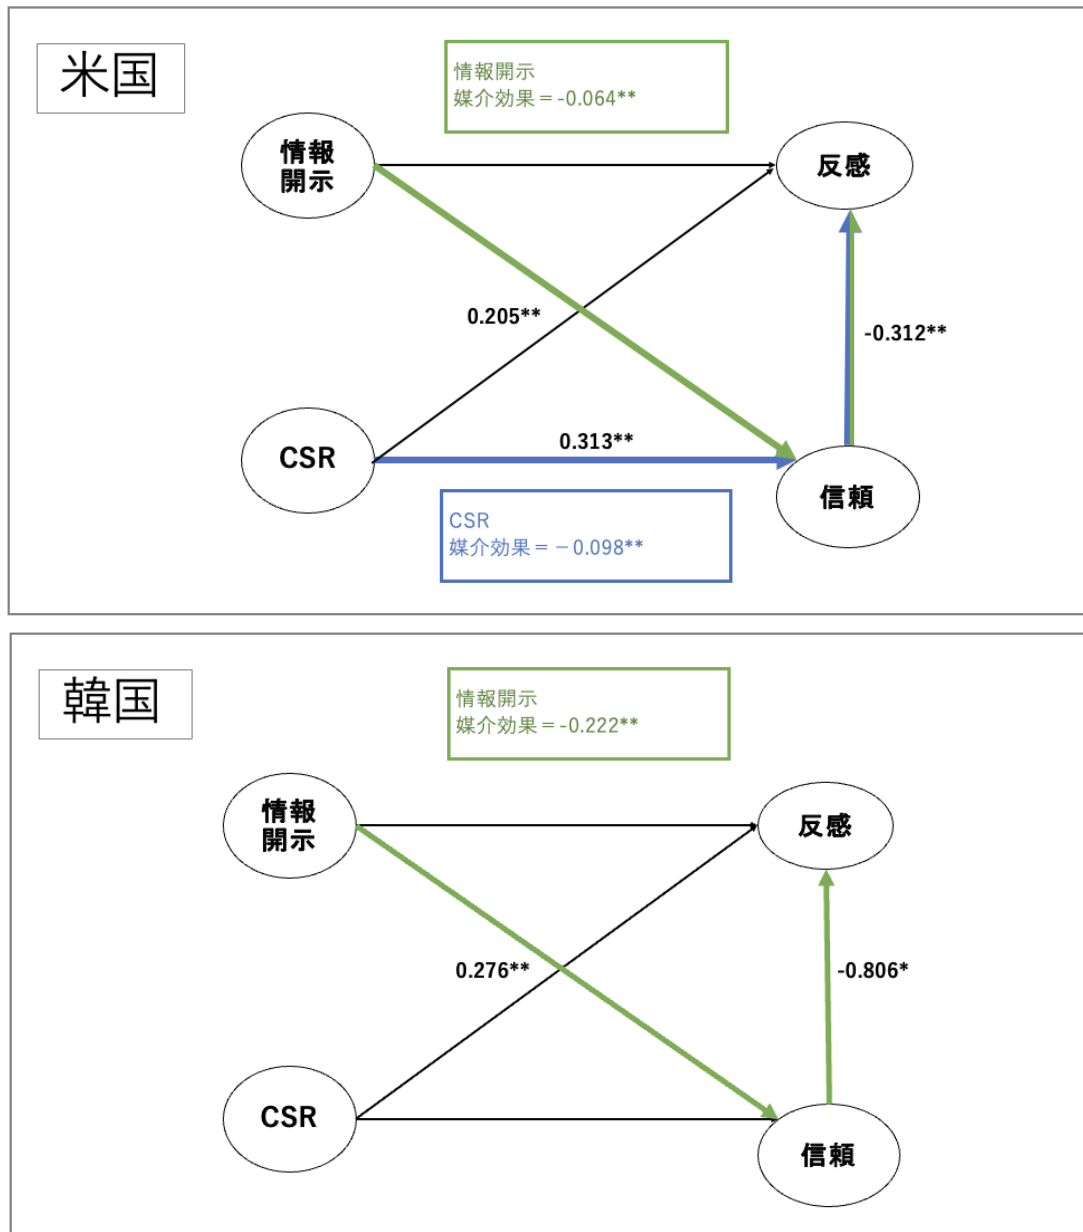 米国
情報開示
媒介効果＝-0.064**
情報
開示
反感
0.205**
-0.312**
0.313**
CSR
信頼
CSR
媒介効果＝－0.098**
韓国
情報開示
媒介効果＝-0.222**
情報
開示
反感
0.276**
-0.806*
CSR
信頼